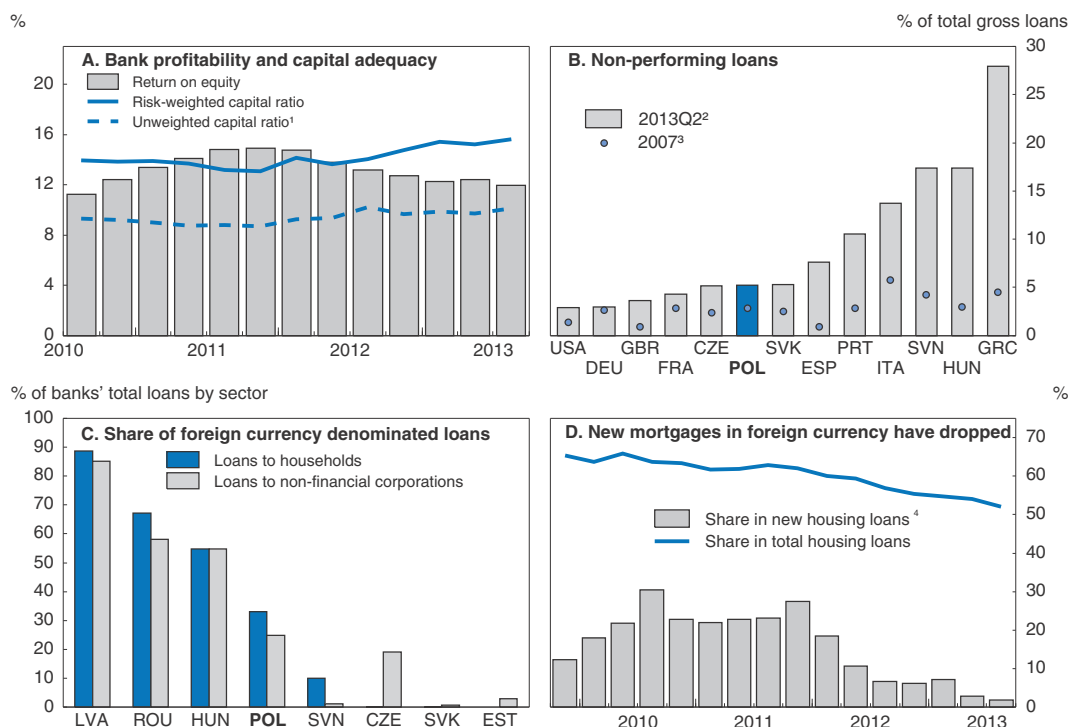 %
A. Bank profitability and capital adequacy
Return on equity
Risk-weighted capital ratio
Unweighted capital ratio¹
20
16
12
8
4
0
2010 2011 2012 2013
% of total gross loans
B. Non-performing loans
2013Q2²
2007³
30
25
20
15
10
5
0
USA GBR CZE SVK PRT SVN GRC
DEU FRA POL ESP ITA HUN
% of banks' total loans by sector
C. Share of foreign currency denominated loans
Loans to households
Loans to non-financial corporations
100
90
80
70
60
50
40
30
20
10
0
LVA ROU HUN POL SVN CZE SVK EST
%
D. New mortgages in foreign currency have dropped
Share in new housing loans ⁴
Share in total housing loans
70
60
50
40
30
20
10
0
2010 2011 2012 2013